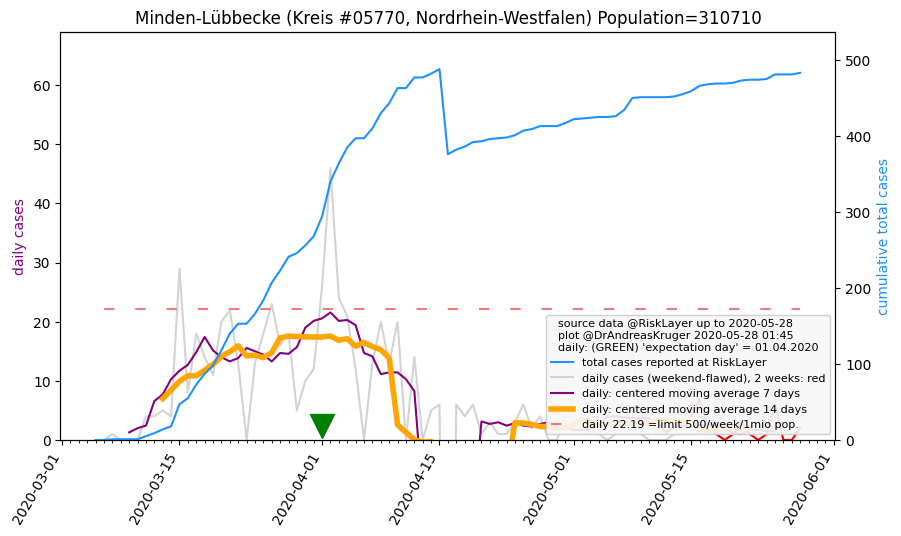 Minden-Lübbecke (Kreis #05770, Nordrhein-Westfalen) Population=310710
daily cases
60
50
40
30
20
10
0
500
400
300
200
100
0
cumulative total cases
source data @RiskLayer up to 2020-05-28
plot @DrAndreasKruger 2020-05-28 01:45
daily: (GREEN) 'expectation day' = 01.04.2020
total cases reported at RiskLayer
daily cases (weekend-flawed), 2 weeks: red
daily: centered moving average 7 days
daily: centered moving average 14 days
daily 22.19 =limit 500/week/1mio pop.
2020-03-01
2020-03-15
2020-04-01
2020-04-15
2020-05-01
2020-05-15
2020-06-01